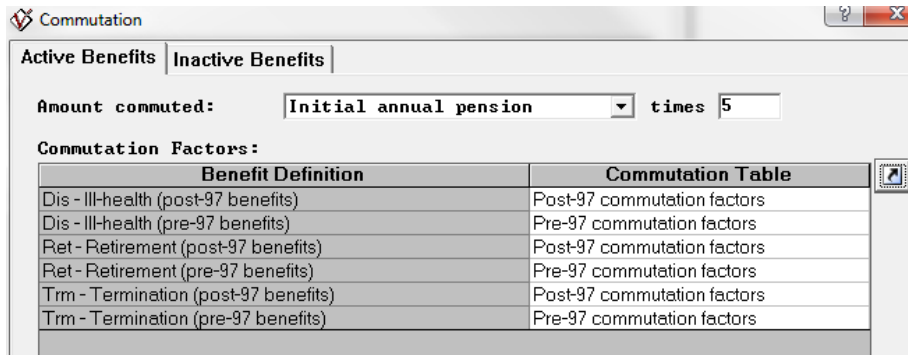 Commutation
Active Benefits Inactive Benefits
Amount commuted: Initial annual pension times 5
Commutation Factors:
Benefit Definition Commutation Table
Dis - Ill-health (post-97 benefits) Post-97 commutation factors
Dis - Ill-health (pre-97 benefits) Pre-97 commutation factors
Ret - Retirement (post-97 benefits) Post-97 commutation factors
Ret - Retirement (pre-97 benefits) Pre-97 commutation factors
Trm - Termination (post-97 benefits) Post-97 commutation factors
Trm - Termination (pre-97 benefits) Pre-97 commutation factors